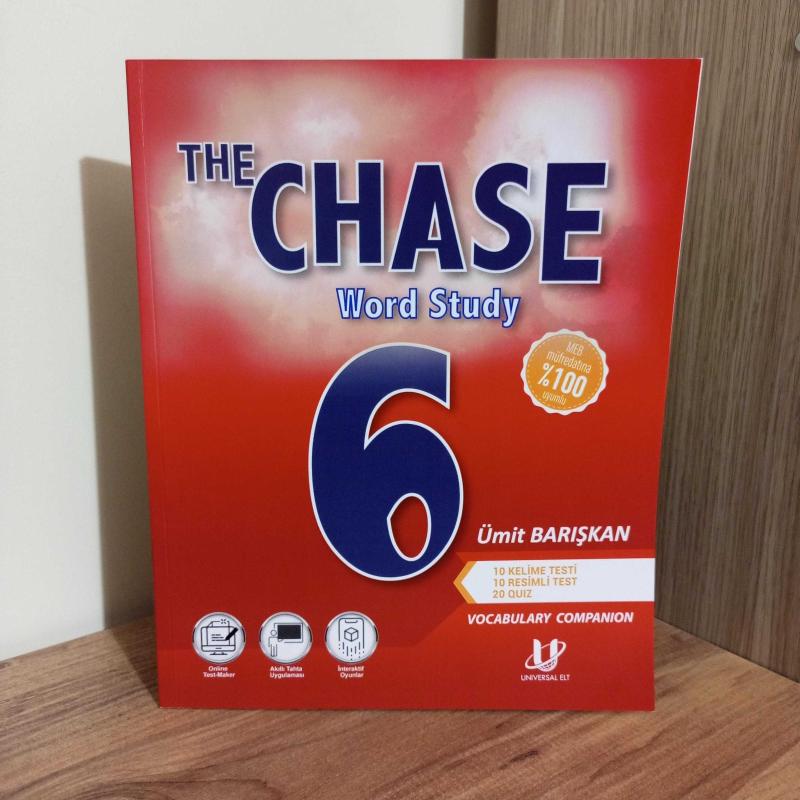 THE CHASE
Word Study
6
MEB
müfredatına
%100
uyumlu
Ümit BARIŞKAN
10 KELİME TESTİ
10 RESİMLİ TEST
20 QUIZ
VOCABULARY COMPANION
Online
Test-Maker
Akıllı Tahta
Uygulaması
İnteraktif
Oyunlar
UNIVERSAL ELT